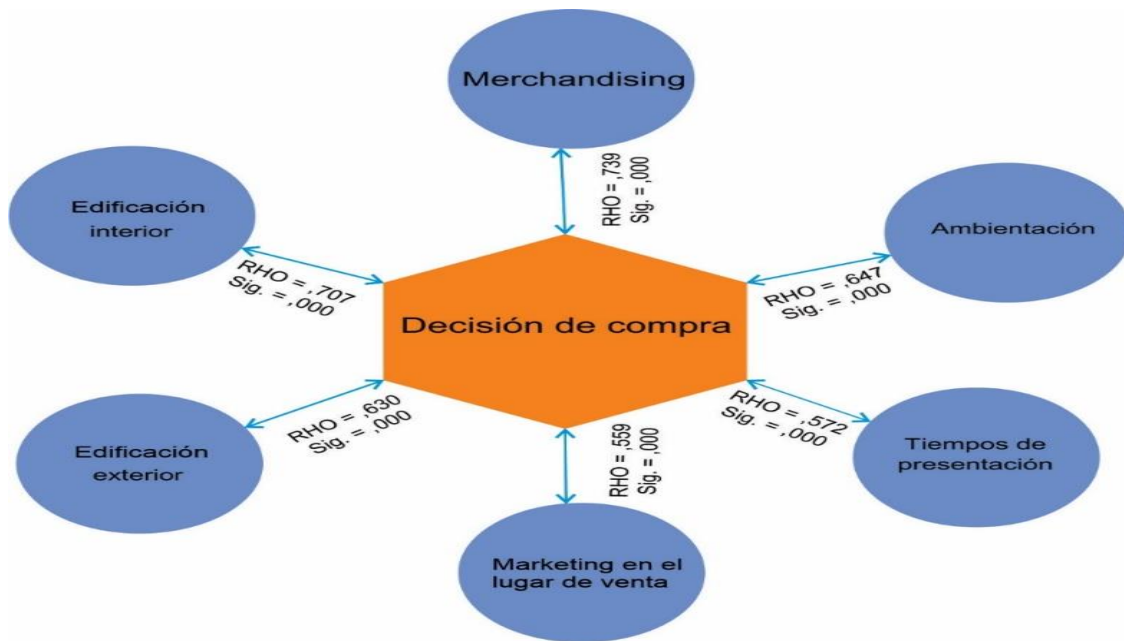 Merchandising
RHO = ,739
Sig. = ,000
Edificación
interior
RHO = ,707
Sig. = ,000
Ambientación
RHO = ,647
Sig. = ,000
Decisión de compra
Edificación
exterior
RHO = ,630
Sig. = ,000
Tiempos de
presentación
RHO = ,572
Sig. = ,000
RHO = ,559
Sig. = ,000
Marketing en el
lugar de venta